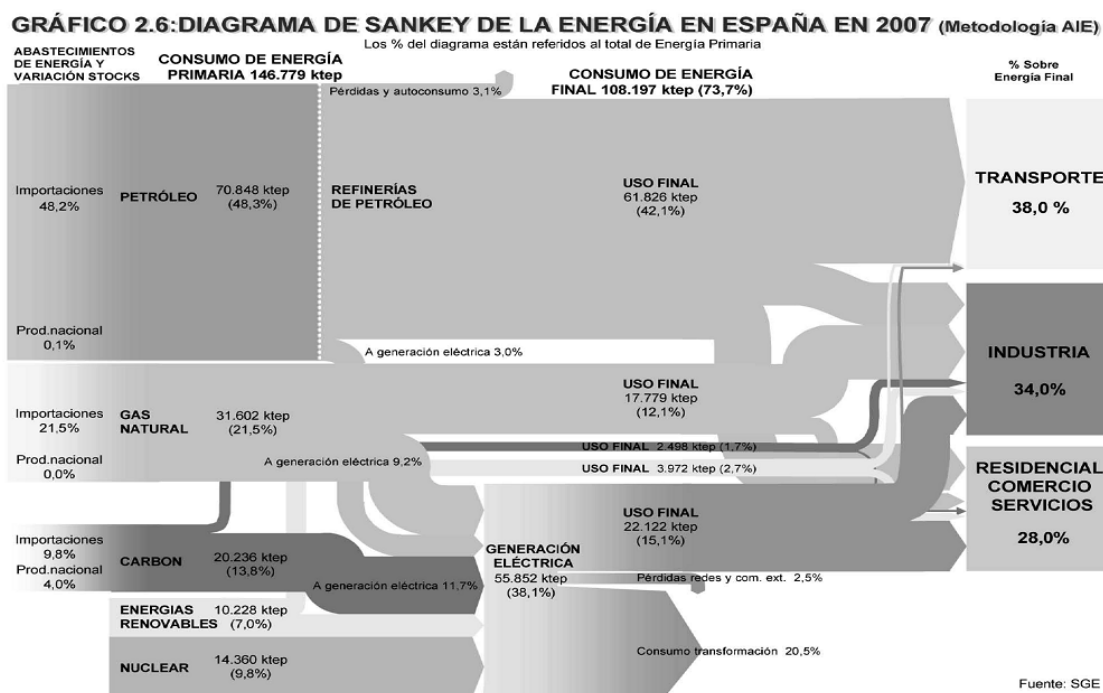 GRÁFICO 2.6:DIAGRAMA DE SANKEY DE LA ENERGÍA EN ESPAÑA EN 2007 (Metodología AIE)
Los % del diagrama están referidos al total de Energía Primaria
ABASTECIMIENTOS
DE ENERGÍA Y
VARIACIÓN STOCKS
CONSUMO DE ENERGÍA
PRIMARIA 146.779 ktep
CONSUMO DE ENERGÍA
FINAL 108.197 ktep (73,7%)
% Sobre
Energía Final
Pérdidas y autoconsumo 3,1%
Importaciones
48,2%
PETRÓLEO
70.848 ktep
(48,3%)
REFINERÍAS
DE PETRÓLEO
USO FINAL
61.826 ktep
(42,1%)
TRANSPORTE
38,0 %
Prod.nacional
0,1%
A generación eléctrica 3,0%
INDUSTRIA
34,0%
Importaciones
21,5%
GAS
NATURAL
31.602 ktep
(21,5%)
USO FINAL
17.779 ktep
(12,1%)
Prod.nacional
0,0%
A generación eléctrica 9,2%
USO FINAL 2.498 ktep (1,7%)
USO FINAL 3.972 ktep (2,7%)
RESIDENCIAL
COMERCIO
SERVICIOS
28,0%
Importaciones
9,8%
Prod.nacional
4,0%
CARBON
20.236 ktep
(13,8%)
A generación eléctrica 11,7%
GENERACIÓN
ELÉCTRICA
55.852 ktep
(38,1%)
USO FINAL
22.122 ktep
(15,1%)
Pérdidas redes y com. ext. 2,5%
ENERGIAS
RENOVABLES
10.228 ktep
(7,0%)
NUCLEAR
14.360 ktep
(9,8%)
Consumo transformación 20,5%
Fuente: SGE